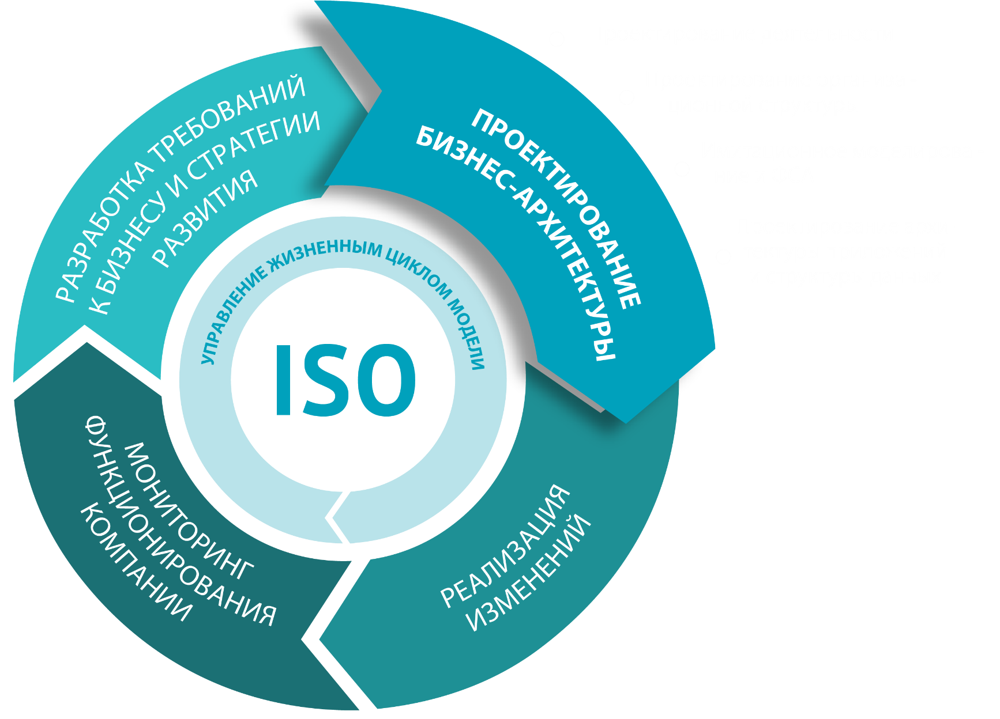 РАЗРАБОТКА ТРЕБОВАНИЙ
К БИЗНЕСУ И СТРАТЕГИИ
РАЗВИТИЯ
ПРОЕКТИРОВАНИЕ
БИЗНЕС-АРХИТЕКТУРЫ
УПРАВЛЕНИЕ ЖИЗНЕННЫМ ЦИКЛОМ МОДЕЛИ
ISO
МОНИТОРИНГ
ФУНКЦИОНИРОВАНИЯ
КОМПАНИИ
РЕАЛИЗАЦИЯ
ИЗМЕНЕНИЙ